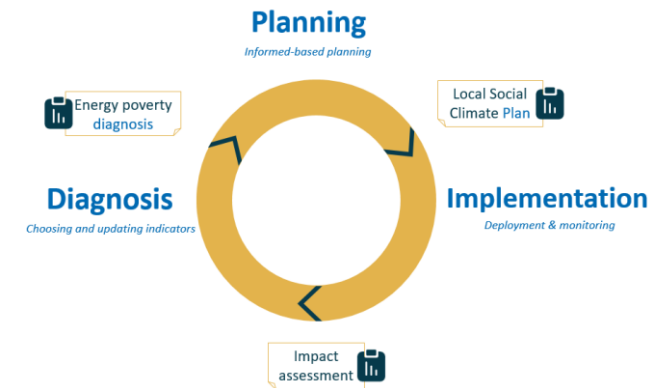 Planning
Informed-based planning
Energy poverty
diagnosis
Local Social
Climate Plan
Diagnosis
Choosing and updating indicators
Implementation
Deployment & monitoring
Impact
assessment